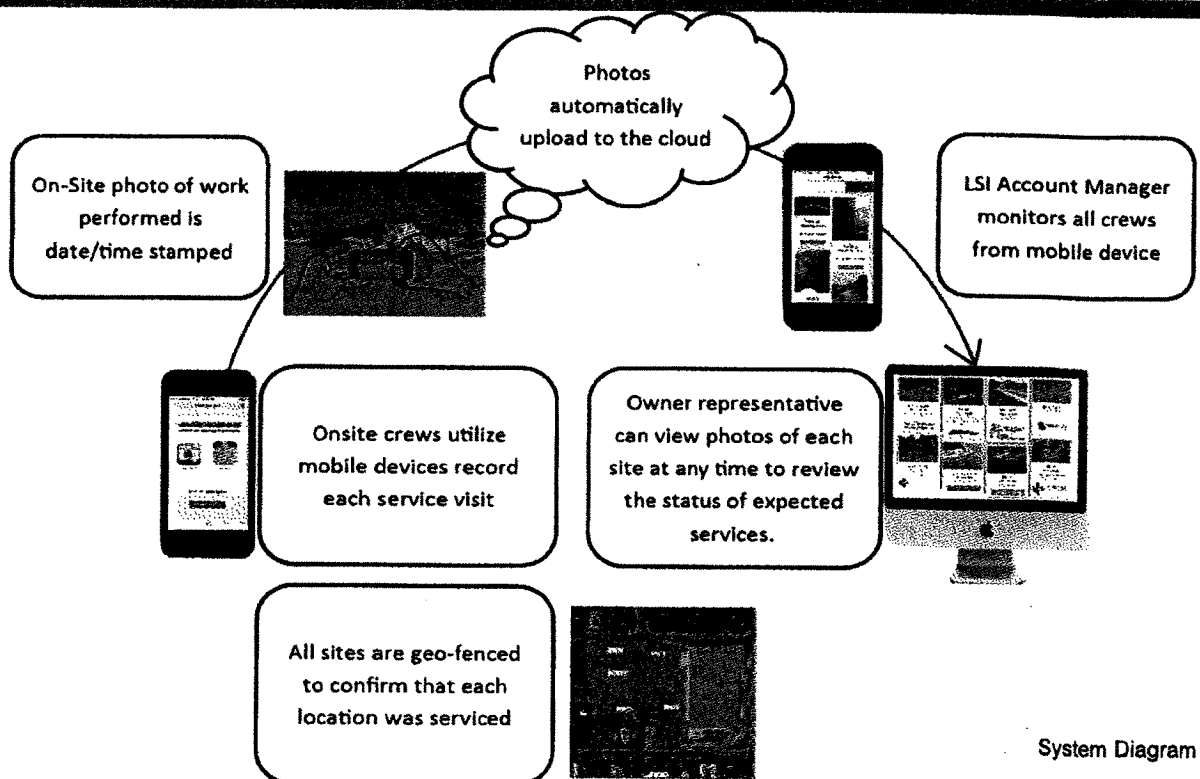 Photos
automatically
upload to the cloud
On-Site photo of work
performed is
date/time stamped
LSI Account Manager
monitors all crews
from mobile device
Onsite crews utilize
mobile devices record
each service visit
Owner representative
can view photos of each
site at any time to review
the status of expected
services.
All sites are geo-fenced
to confirm that each
location was serviced
System Diagram